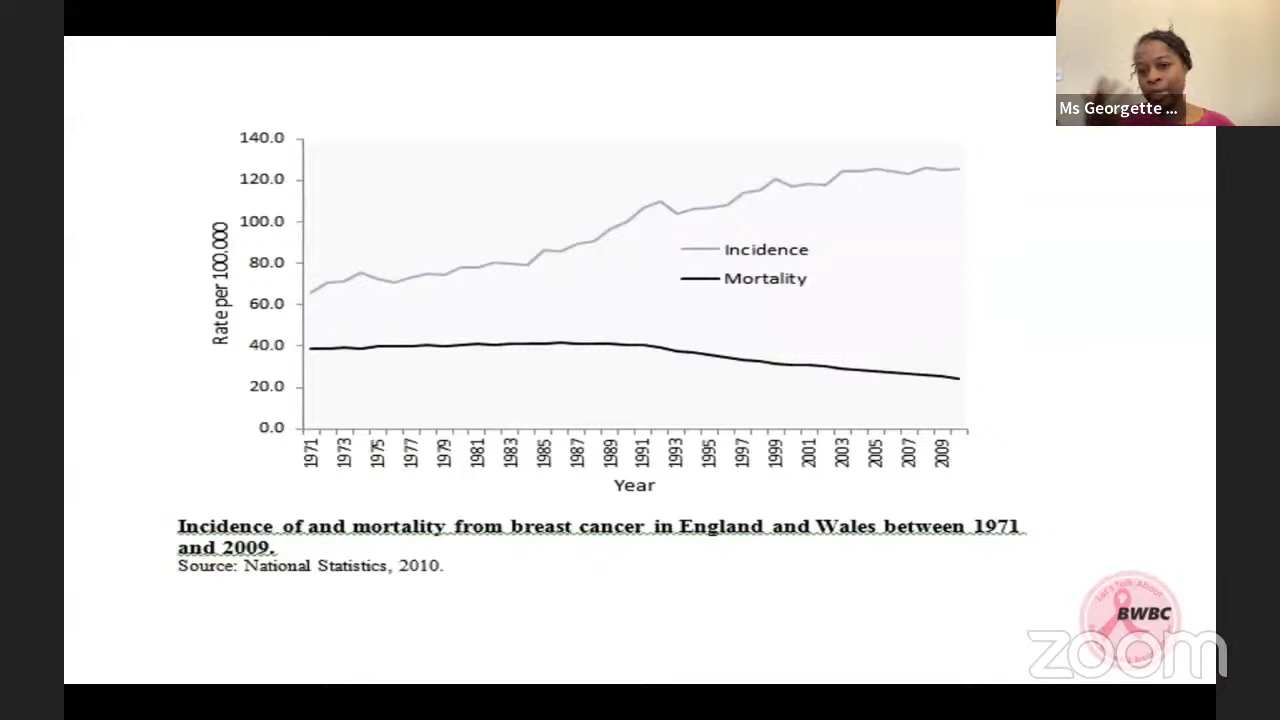 Ms Georgette ...
140.0
120.0
100.0
80.0
60.0
40.0
20.0
0.0
Rate per 100.000
Incidence
Mortality
1971 1973 1975 1977 1979 1981 1983 1985 1987 1989 1991 1993 1995 1997 1999 2001 2003 2005 2007 2009
Year
Incidence of and mortality from breast cancer in England and Wales between 1971
and 2009.
Source: National Statistics, 2010.
Let's Talk About
BWBC
zoom